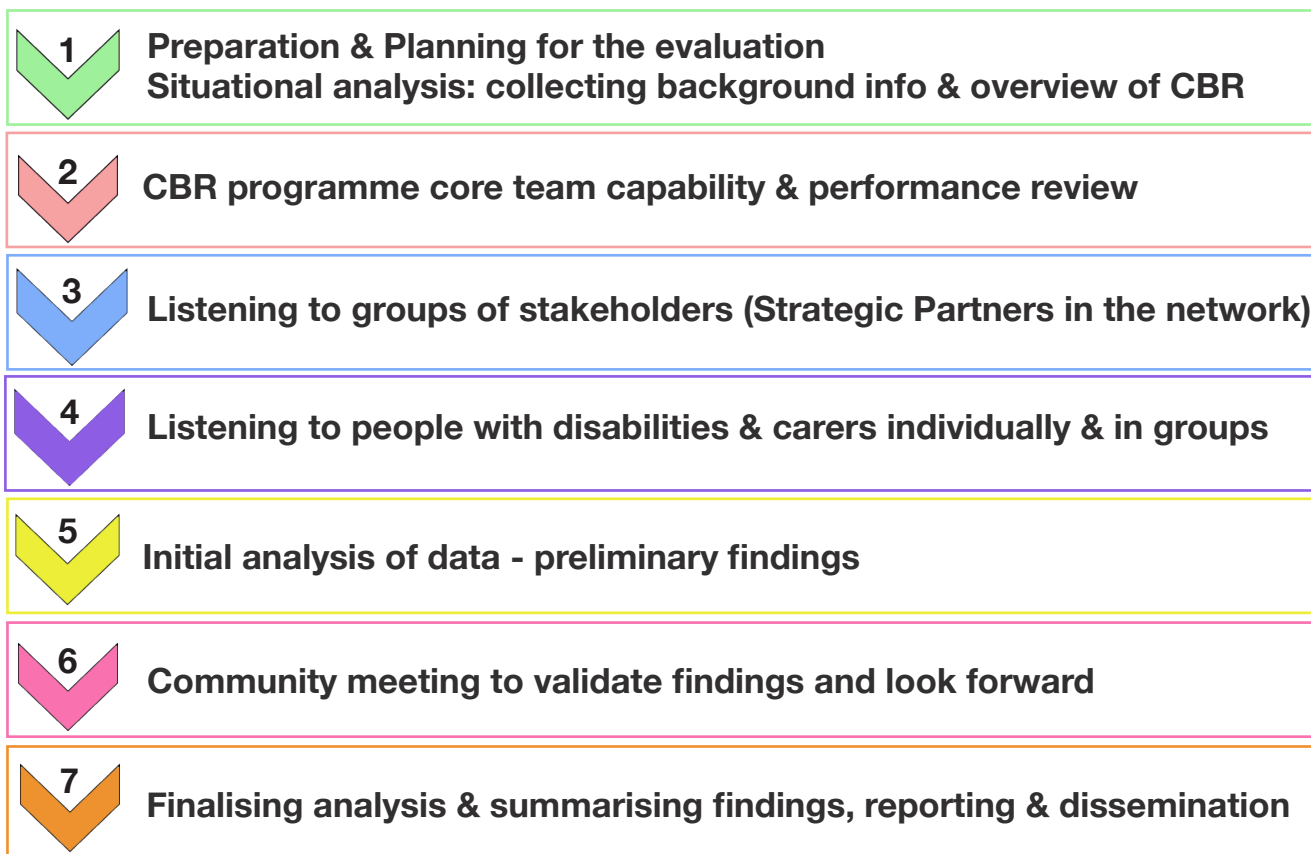 1
Preparation & Planning for the evaluation
Situational analysis: collecting background info & overview of CBR
2
CBR programme core team capability & performance review
3
Listening to groups of stakeholders (Strategic Partners in the network)
4
Listening to people with disabilities & carers individually & in groups
5
Initial analysis of data - preliminary findings
6
Community meeting to validate findings and look forward
7
Finalising analysis & summarising findings, reporting & dissemination